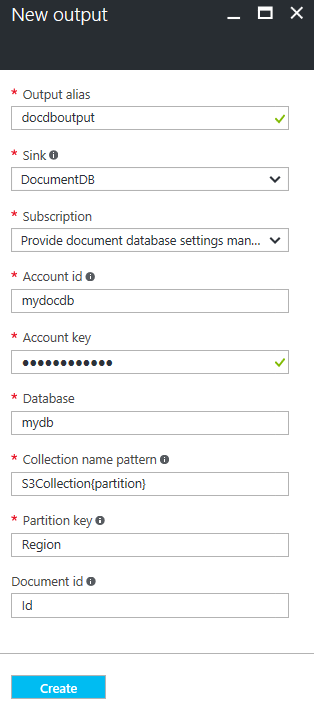 New output
* Output alias
docdboutput
* Sink
DocumentDB
* Subscription
Provide document database settings man...
* Account id
mydocdb
* Account key
••••••••••••
* Database
mydb
* Collection name pattern
S3Collection{partition}
* Partition key
Region
Document id
Id
Create